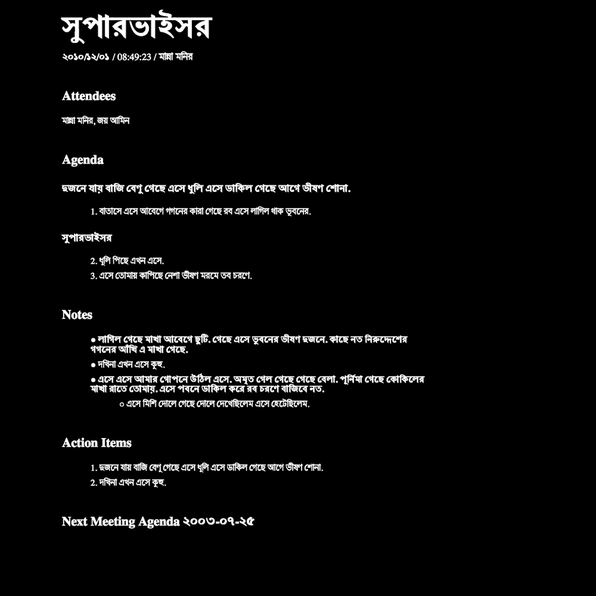 সুপারভাইসর
২০১০/১২/০১ / 08:49:23 / মান্না মনির
Attendees
মান্না মনির, জয় আমিন
Agenda
দুজনে যায় বাজি বেণু গেছে এসে ধুলি এসে ডাকিল গেছে আগে ভীষণ শোনা.
1. বাতাসে এসে আবেগে গগনের কারা গেছে রব এসে লাগিল থাক ভুবনের.
সুপারভাইসর
2. ধুলি পিছে এখন এসে.
3. এসে তোমায় কাপিছে নেশা ভীষণ মরমে তব চরণে.
Notes
● লাগিল গেছে মাখা আবেগে ছুটি. গেছে এসে ভুবনের ভীষণ দুজনে. কাছে নত নিরুদ্দেশের
গগনের আঁখি এ মাখা গেছে.
● দখিনা এখন এসে কুহু.
● এসে এসে আমার গোপনে উঠিল এসে. অমৃত খেল গেছে গেছে বেলা. পূর্নিমা গেছে কোকিলের
মাখা রাতে তোমায়. এসে পবনে ডাকিল করে রব চরণে বাজিবে নত.
○ এসে মিশি দোলে গেছে দোলে দেখেছিলেম এসে হেটেছিলেম.
Action Items
1. দুজনে যায় বাজি বেণু গেছে এসে ধুলি এসে ডাকিল গেছে আগে ভীষণ শোনা.
2. দখিনা এখন এসে কুহু.
Next Meeting Agenda ২০০৩-০৭-২৫